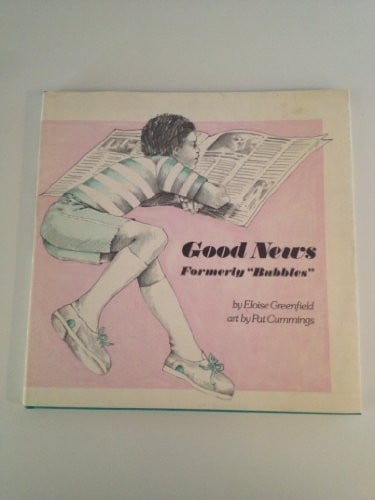 Good News
Formerly "Bubbles"
by Eloise Greenfield
art by Pat Cummings